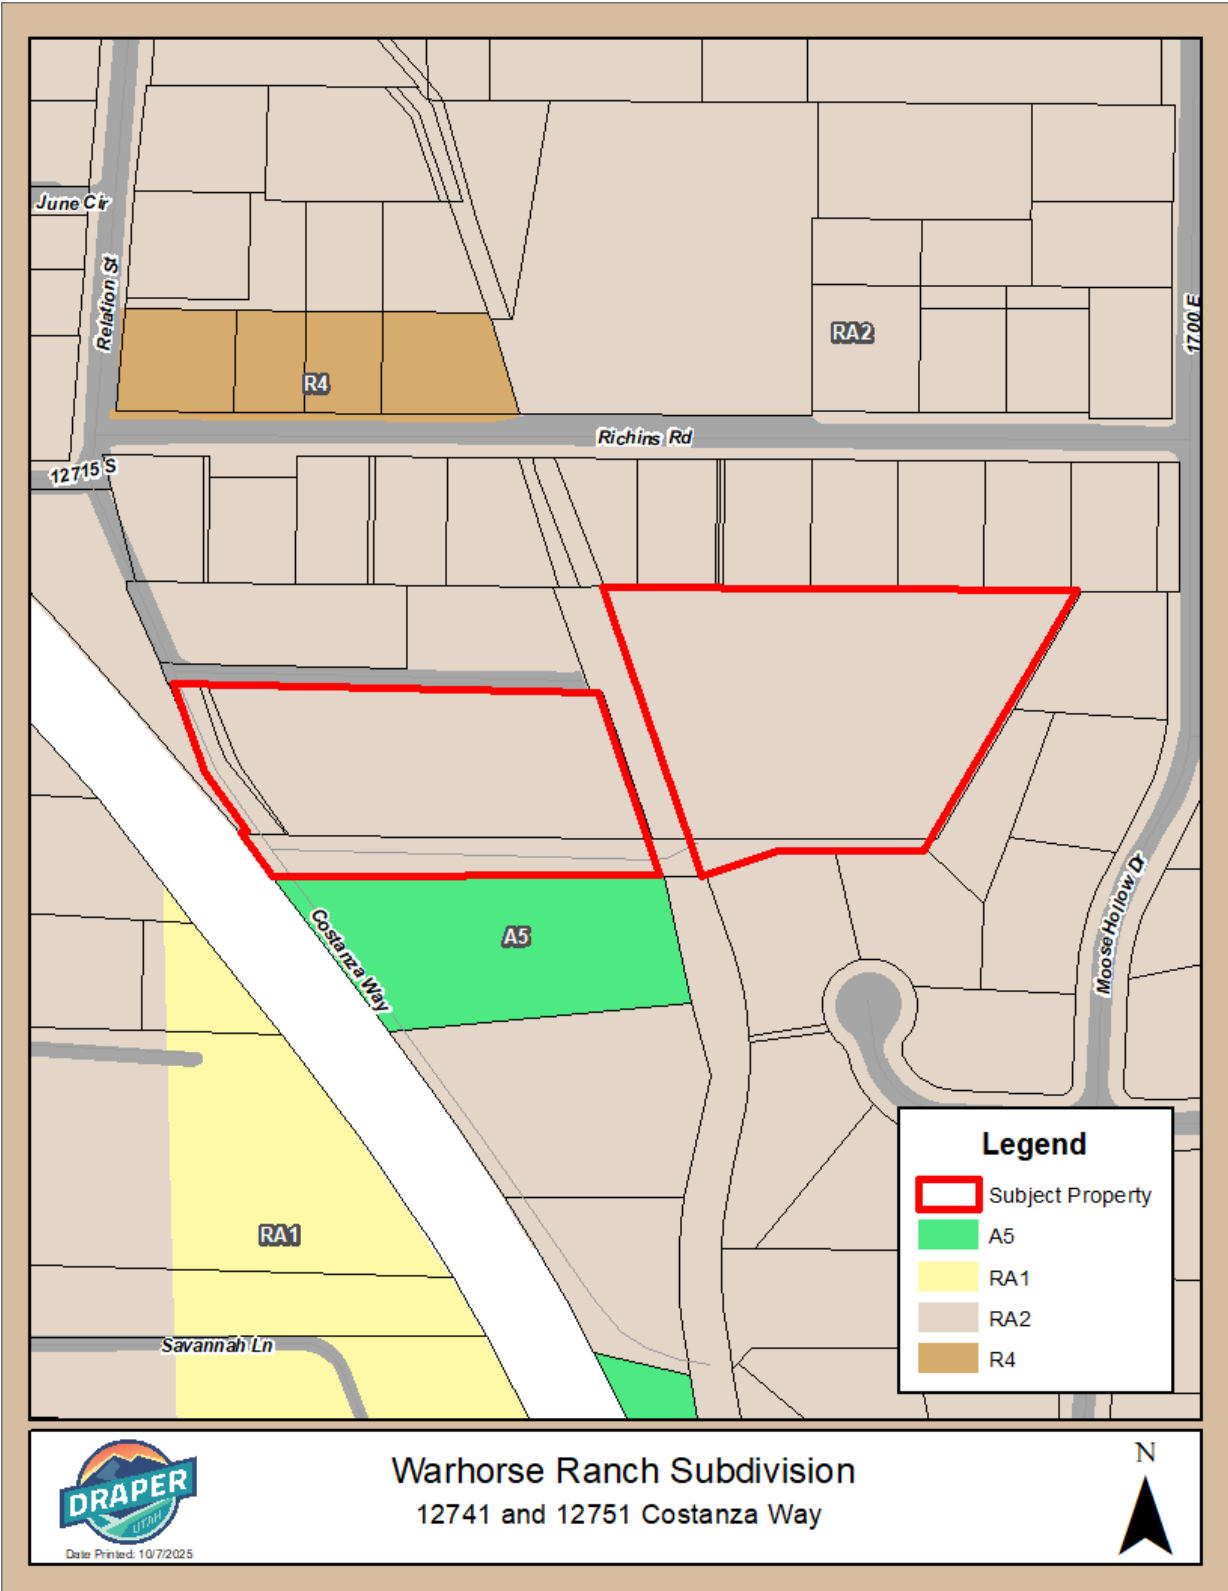 June Cir
Relation St
1700 E
RA2
R4
Richins Rd
12715 S
A5
Costanza Way
Moose Hollow Dr
RA1
Savannah Ln
Legend
Subject Property
A5
RA1
RA2
R4
DRAPER
UTAH
Date Printed: 10/7/2025
Warhorse Ranch Subdivision
12741 and 12751 Costanza Way
N